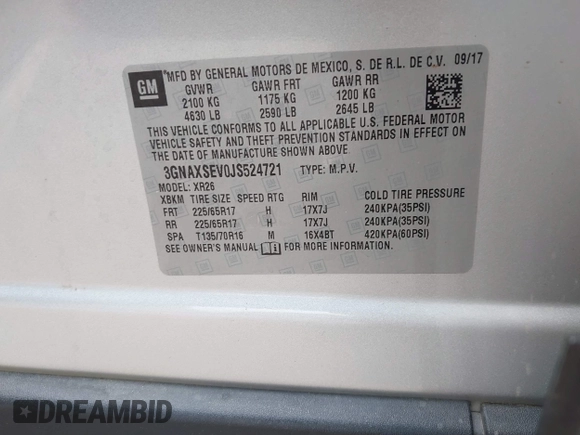 GM
*MFD BY GENERAL MOTORS DE MEXICO, S. DE R.L. DE C.V. 09/17
GVWR GAWR FRT GAWR RR
2100 KG 1175 KG 1200 KG
4630 LB 2590 LB 2645 LB
THIS VEHICLE CONFORMS TO ALL APPLICABLE U.S. FEDERAL MOTOR
VEHICLE SAFETY AND THEFT PREVENTION STANDARDS IN EFFECT ON
THE DATE OF MANUFACTURE SHOWN ABOVE
3GNAXSEV0JS524721 TYPE: M.P.V.
MODEL: XR26
XBKM TIRE SIZE SPEED RTG RIM COLD TIRE PRESSURE
FRT 225/65R17 H 17X7J 240KPA(35PSI)
RR 225/65R17 H 17X7J 240KPA(35PSI)
SPA T135/70R16 M 16X4BT 420KPA(60PSI)
SEE OWNER'S MANUAL FOR MORE INFORMATION
DREAMBID